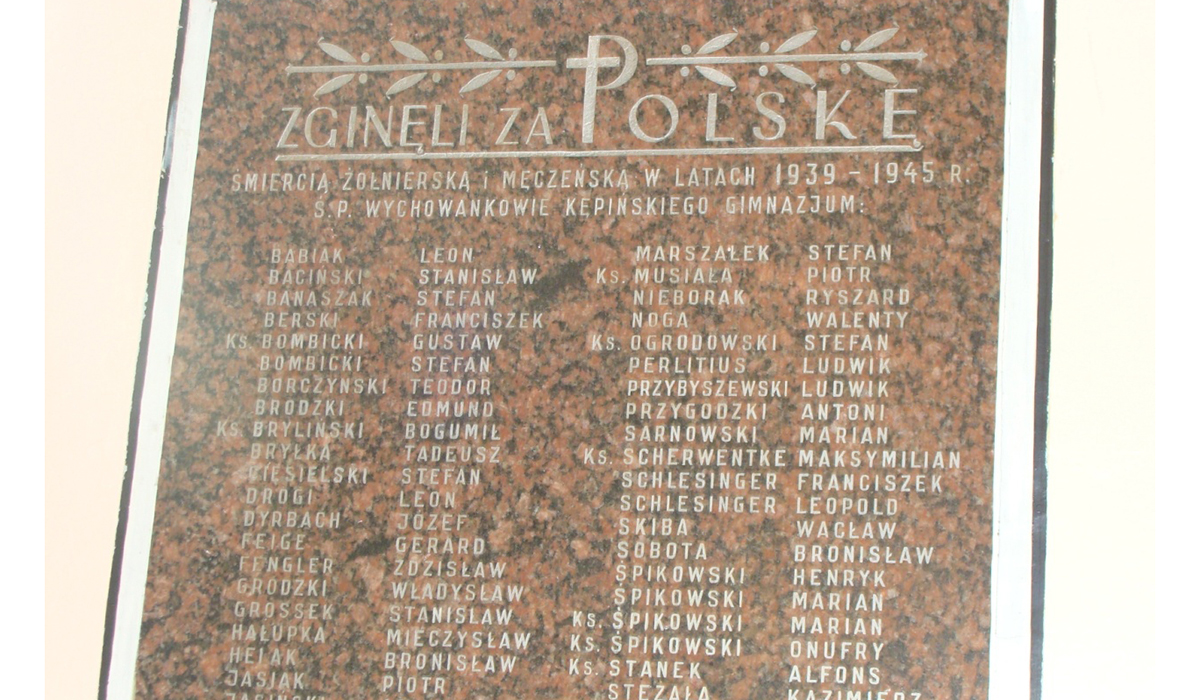 ZGINĘLI ZA POLSKĘ
ŚMIERCIĄ ŻOŁNIERSKĄ i MĘCZEŃSKĄ W LATACH 1939 – 1945 R.
Ś.P. WYCHOWANKOWIE KĘPIŃSKIEGO GIMNAZJUM:
BABIAK LEON
BACIŃSKI STANISŁAW
BANASZAK STEFAN
BERSKI FRANCISZEK
Ks. BOMBICKI GUSTAW
BOMBICKI STEFAN
BORCZYŃSKI TEODOR
BRODZKI EDMUND
Ks. BRYLIŃSKI BOGUMIŁ
BRYŁKA TADEUSZ
CIESIELSKI STEFAN
DROGI LEON
DYRBACH JÓZEF
FEIGE GERARD
FENGLER ZDZISŁAW
GRODZKI WŁADYSŁAW
GROSSEK STANISŁAW
HAŁUPKA MIECZYSŁAW
HELAK BRONISŁAW
JASIAK PIOTR
MARSZAŁEK STEFAN
Ks. MUSIAŁA PIOTR
NIEBORAK RYSZARD
NOGA WALENTY
Ks. OGRODOWSKI STEFAN
PERLITIUS LUDWIK
PRZYBYSZEWSKI LUDWIK
PRZYGODZKI ANTONI
SARNOWSKI MARIAN
Ks. SCHERWENTKE MAKSYMILIAN
SCHLESINGER FRANCISZEK
SCHLESINGER LEOPOLD
SKIBA WACŁAW
SOBOTA BRONISŁAW
ŚPIKOWSKI HENRYK
ŚPIKOWSKI MARIAN
Ks. ŚPIKOWSKI MARIAN
Ks. ŚPIKOWSKI ONUFRY
Ks. STANEK ALFONS
STEZAŁA KAZIMIERZ